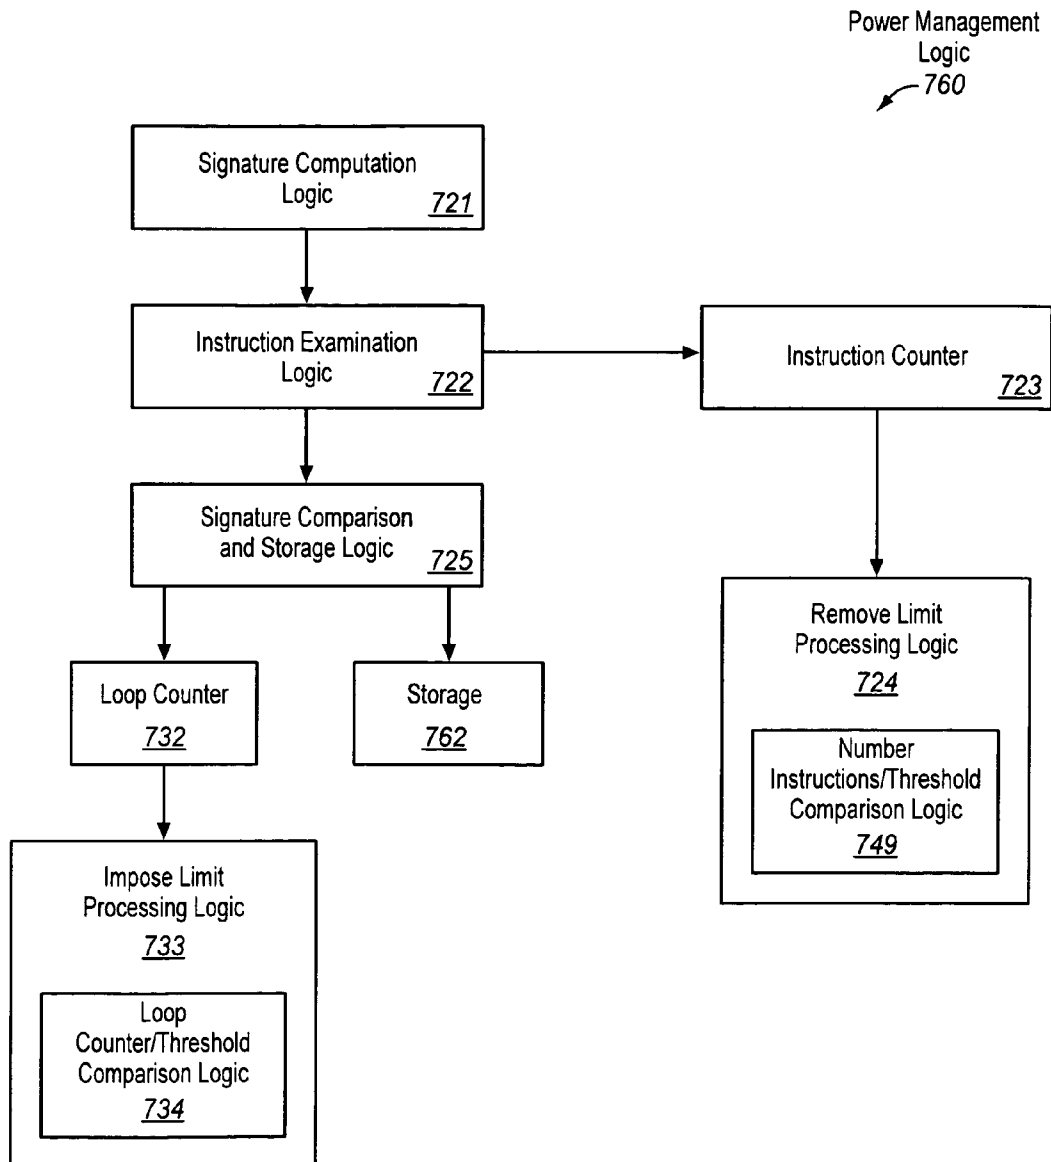 Power Management
Logic
760
Signature Computation
Logic
721
Instruction Examination
Logic
722
Instruction Counter
723
Signature Comparison
and Storage Logic
725
Remove Limit
Processing Logic
724
Loop Counter
732
Storage
762
Number
Instructions/Threshold
Comparison Logic
749
Impose Limit
Processing Logic
733
Loop
Counter/Threshold
Comparison Logic
734